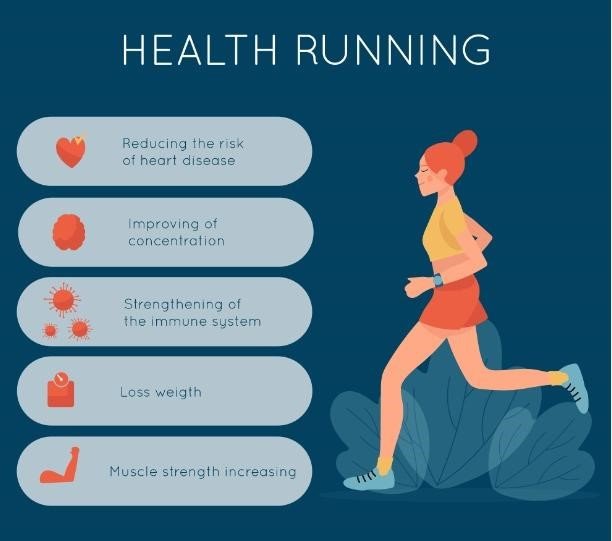 HEALTH RUNNING
Reducing the risk
of heart disease
Improving of
concentration
Strengthening of
the immune system
Loss weigth
Muscle strength increasing